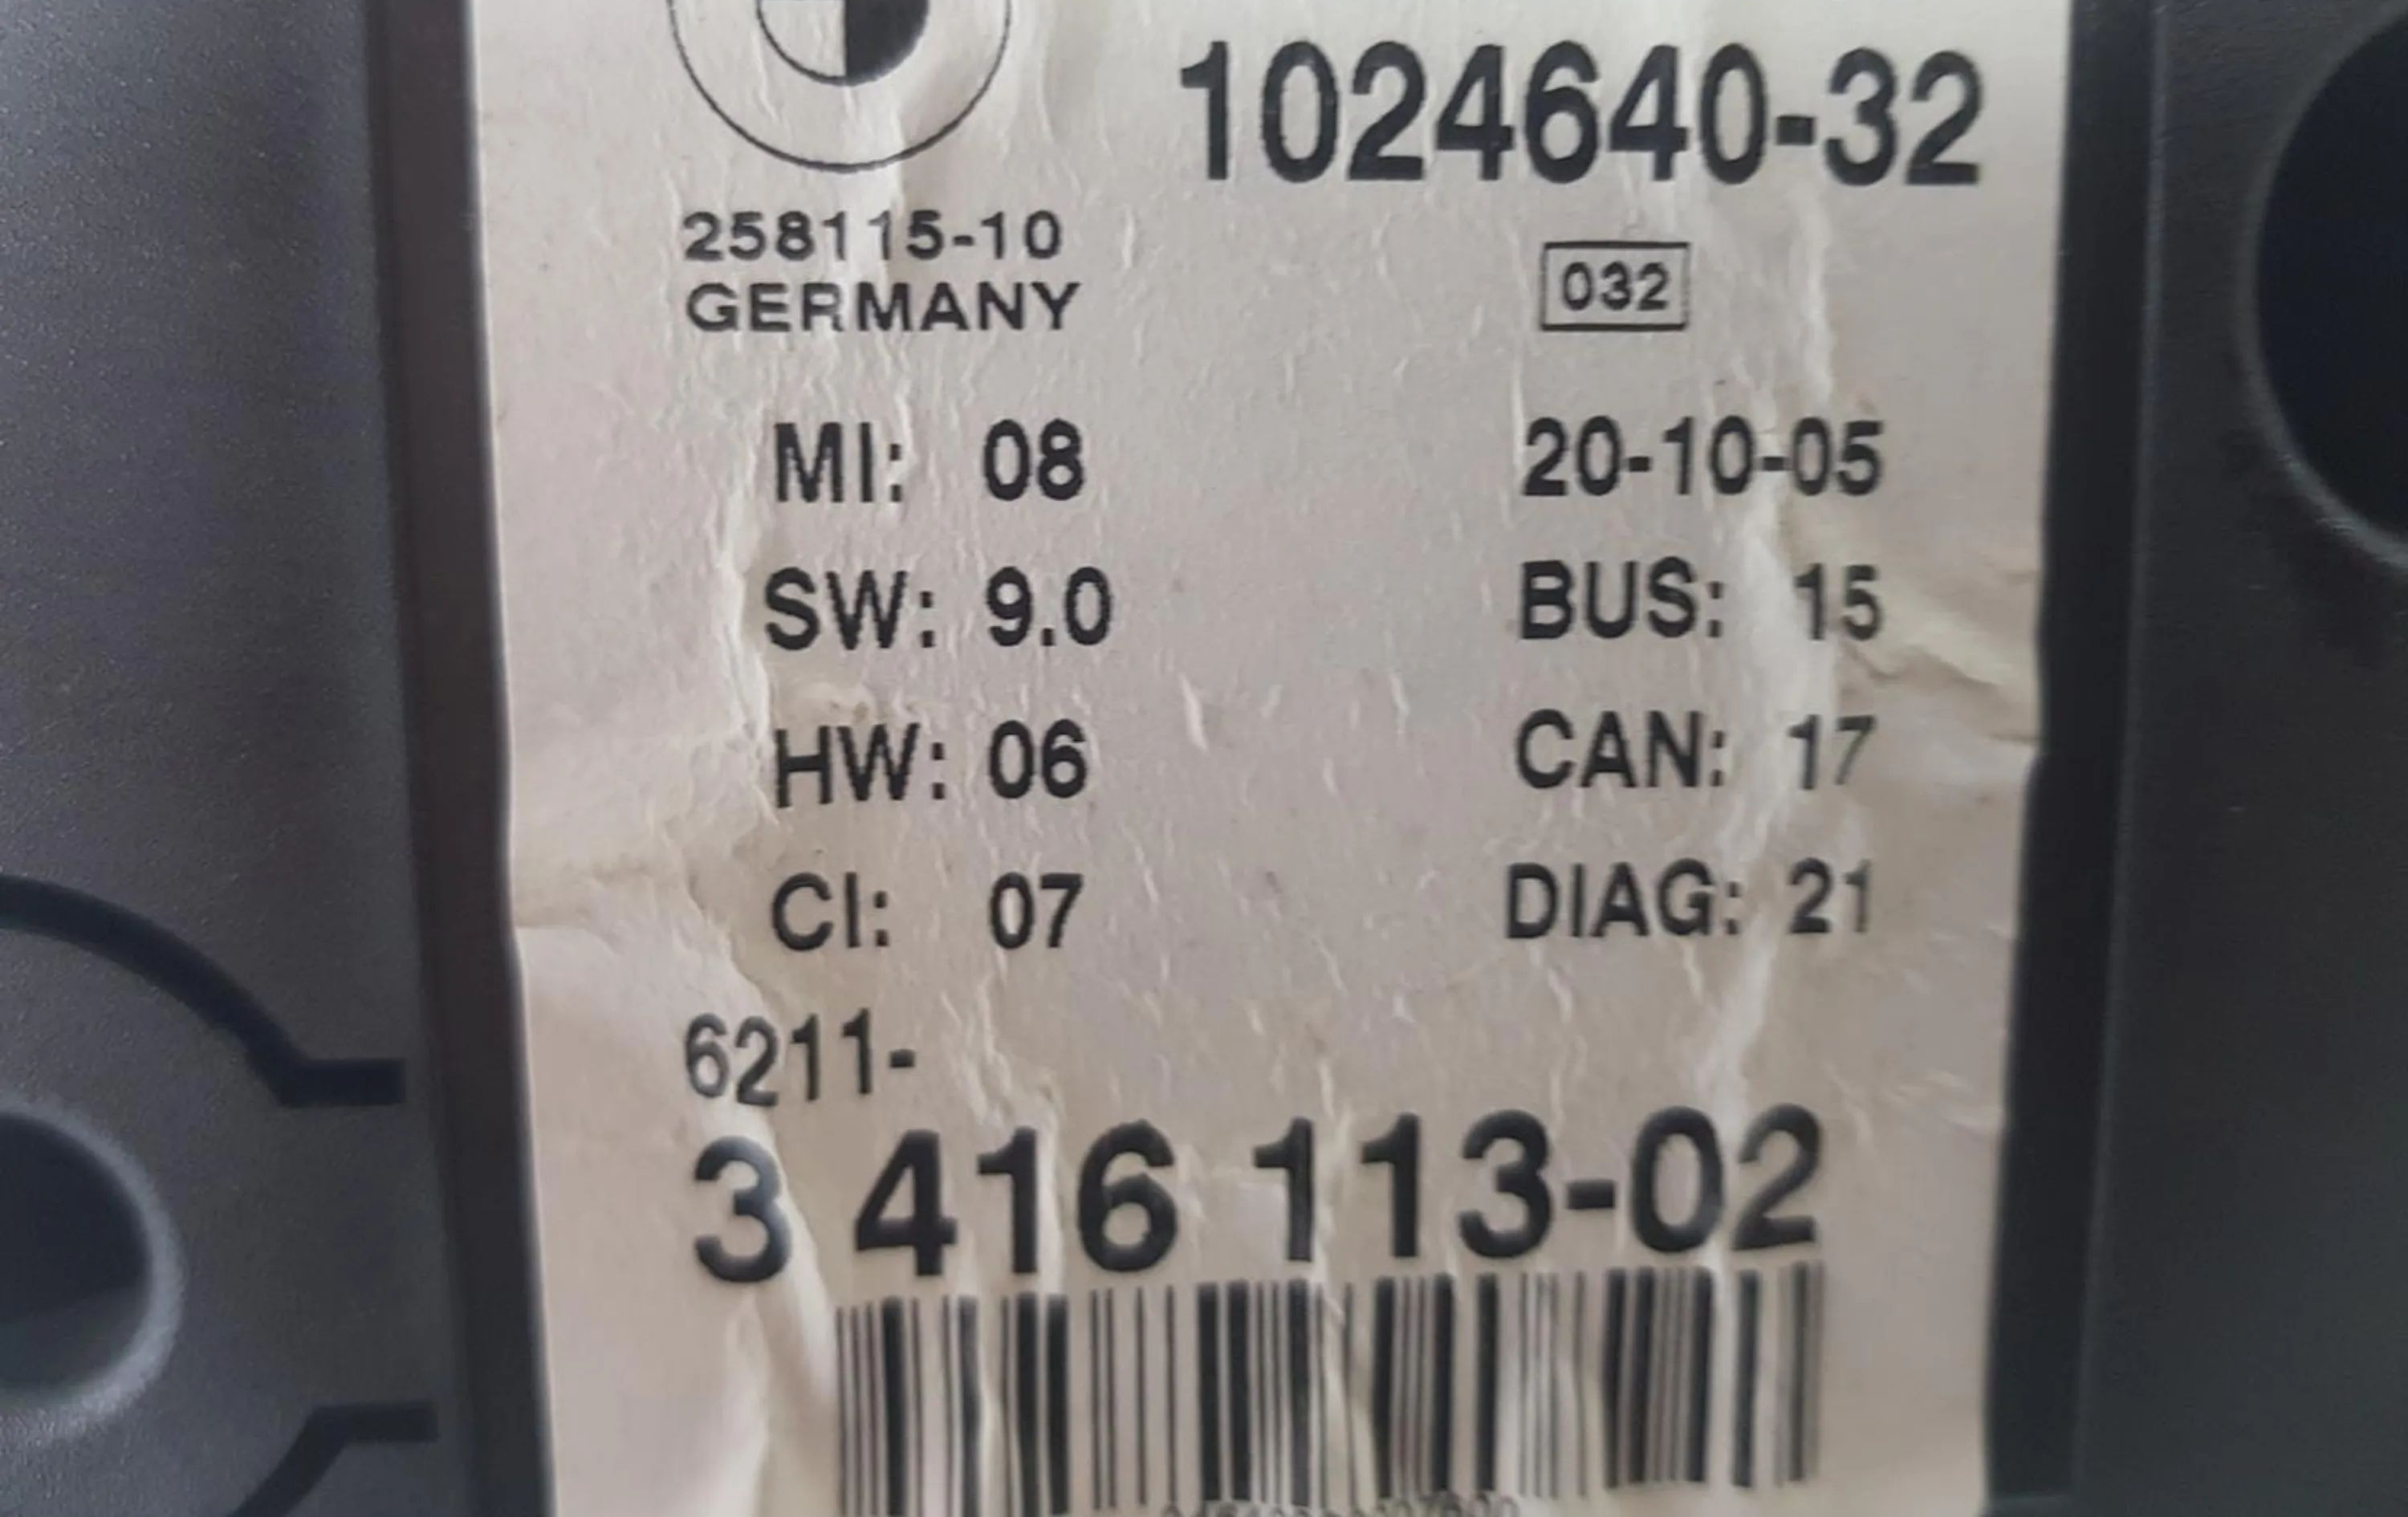 1024640-32
258115-10
GERMANY
032
MI: 08 20-10-05
SW: 9.0 BUS: 15
HW: 06 CAN: 17
CI: 07 DIAG: 21
6211-
3 416 113-02